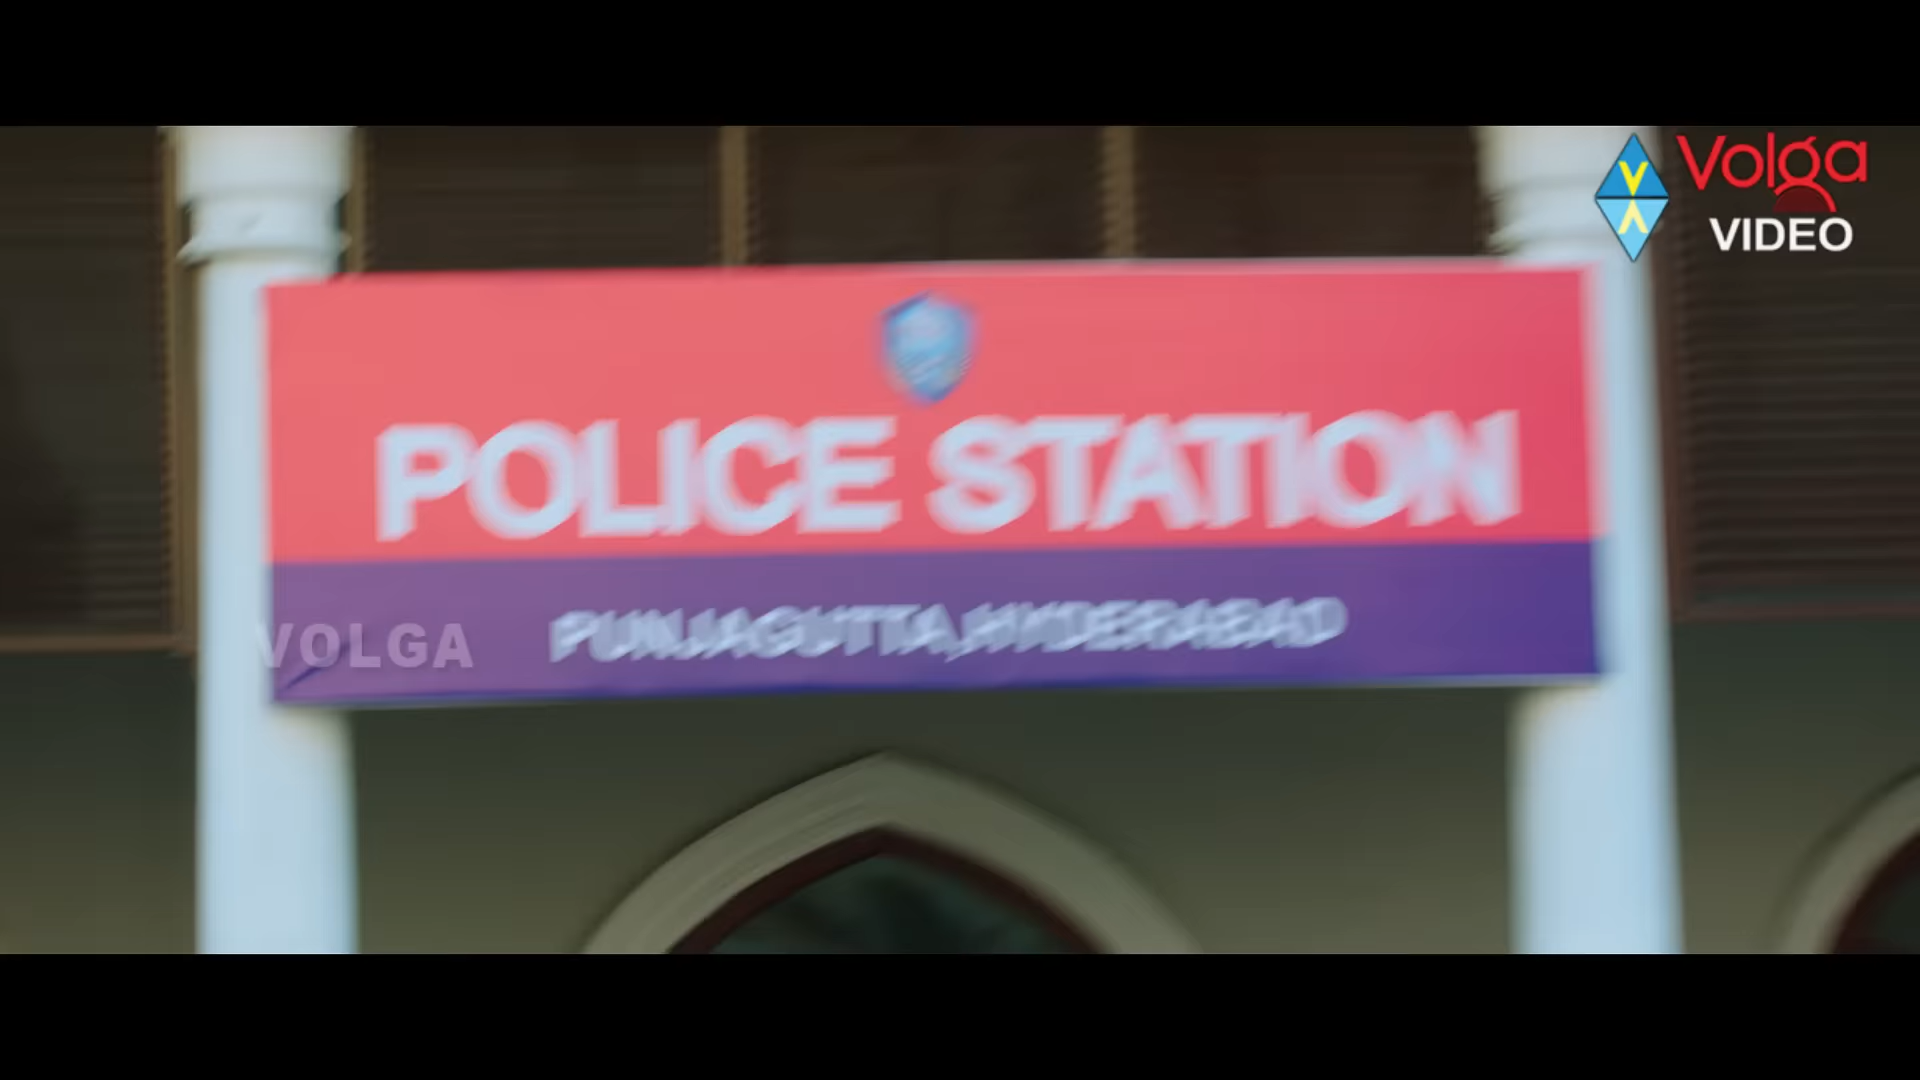 Volga
VIDEO
POLICE STATION
PUNJAGUTTA,HYDERABAD
VOLGA